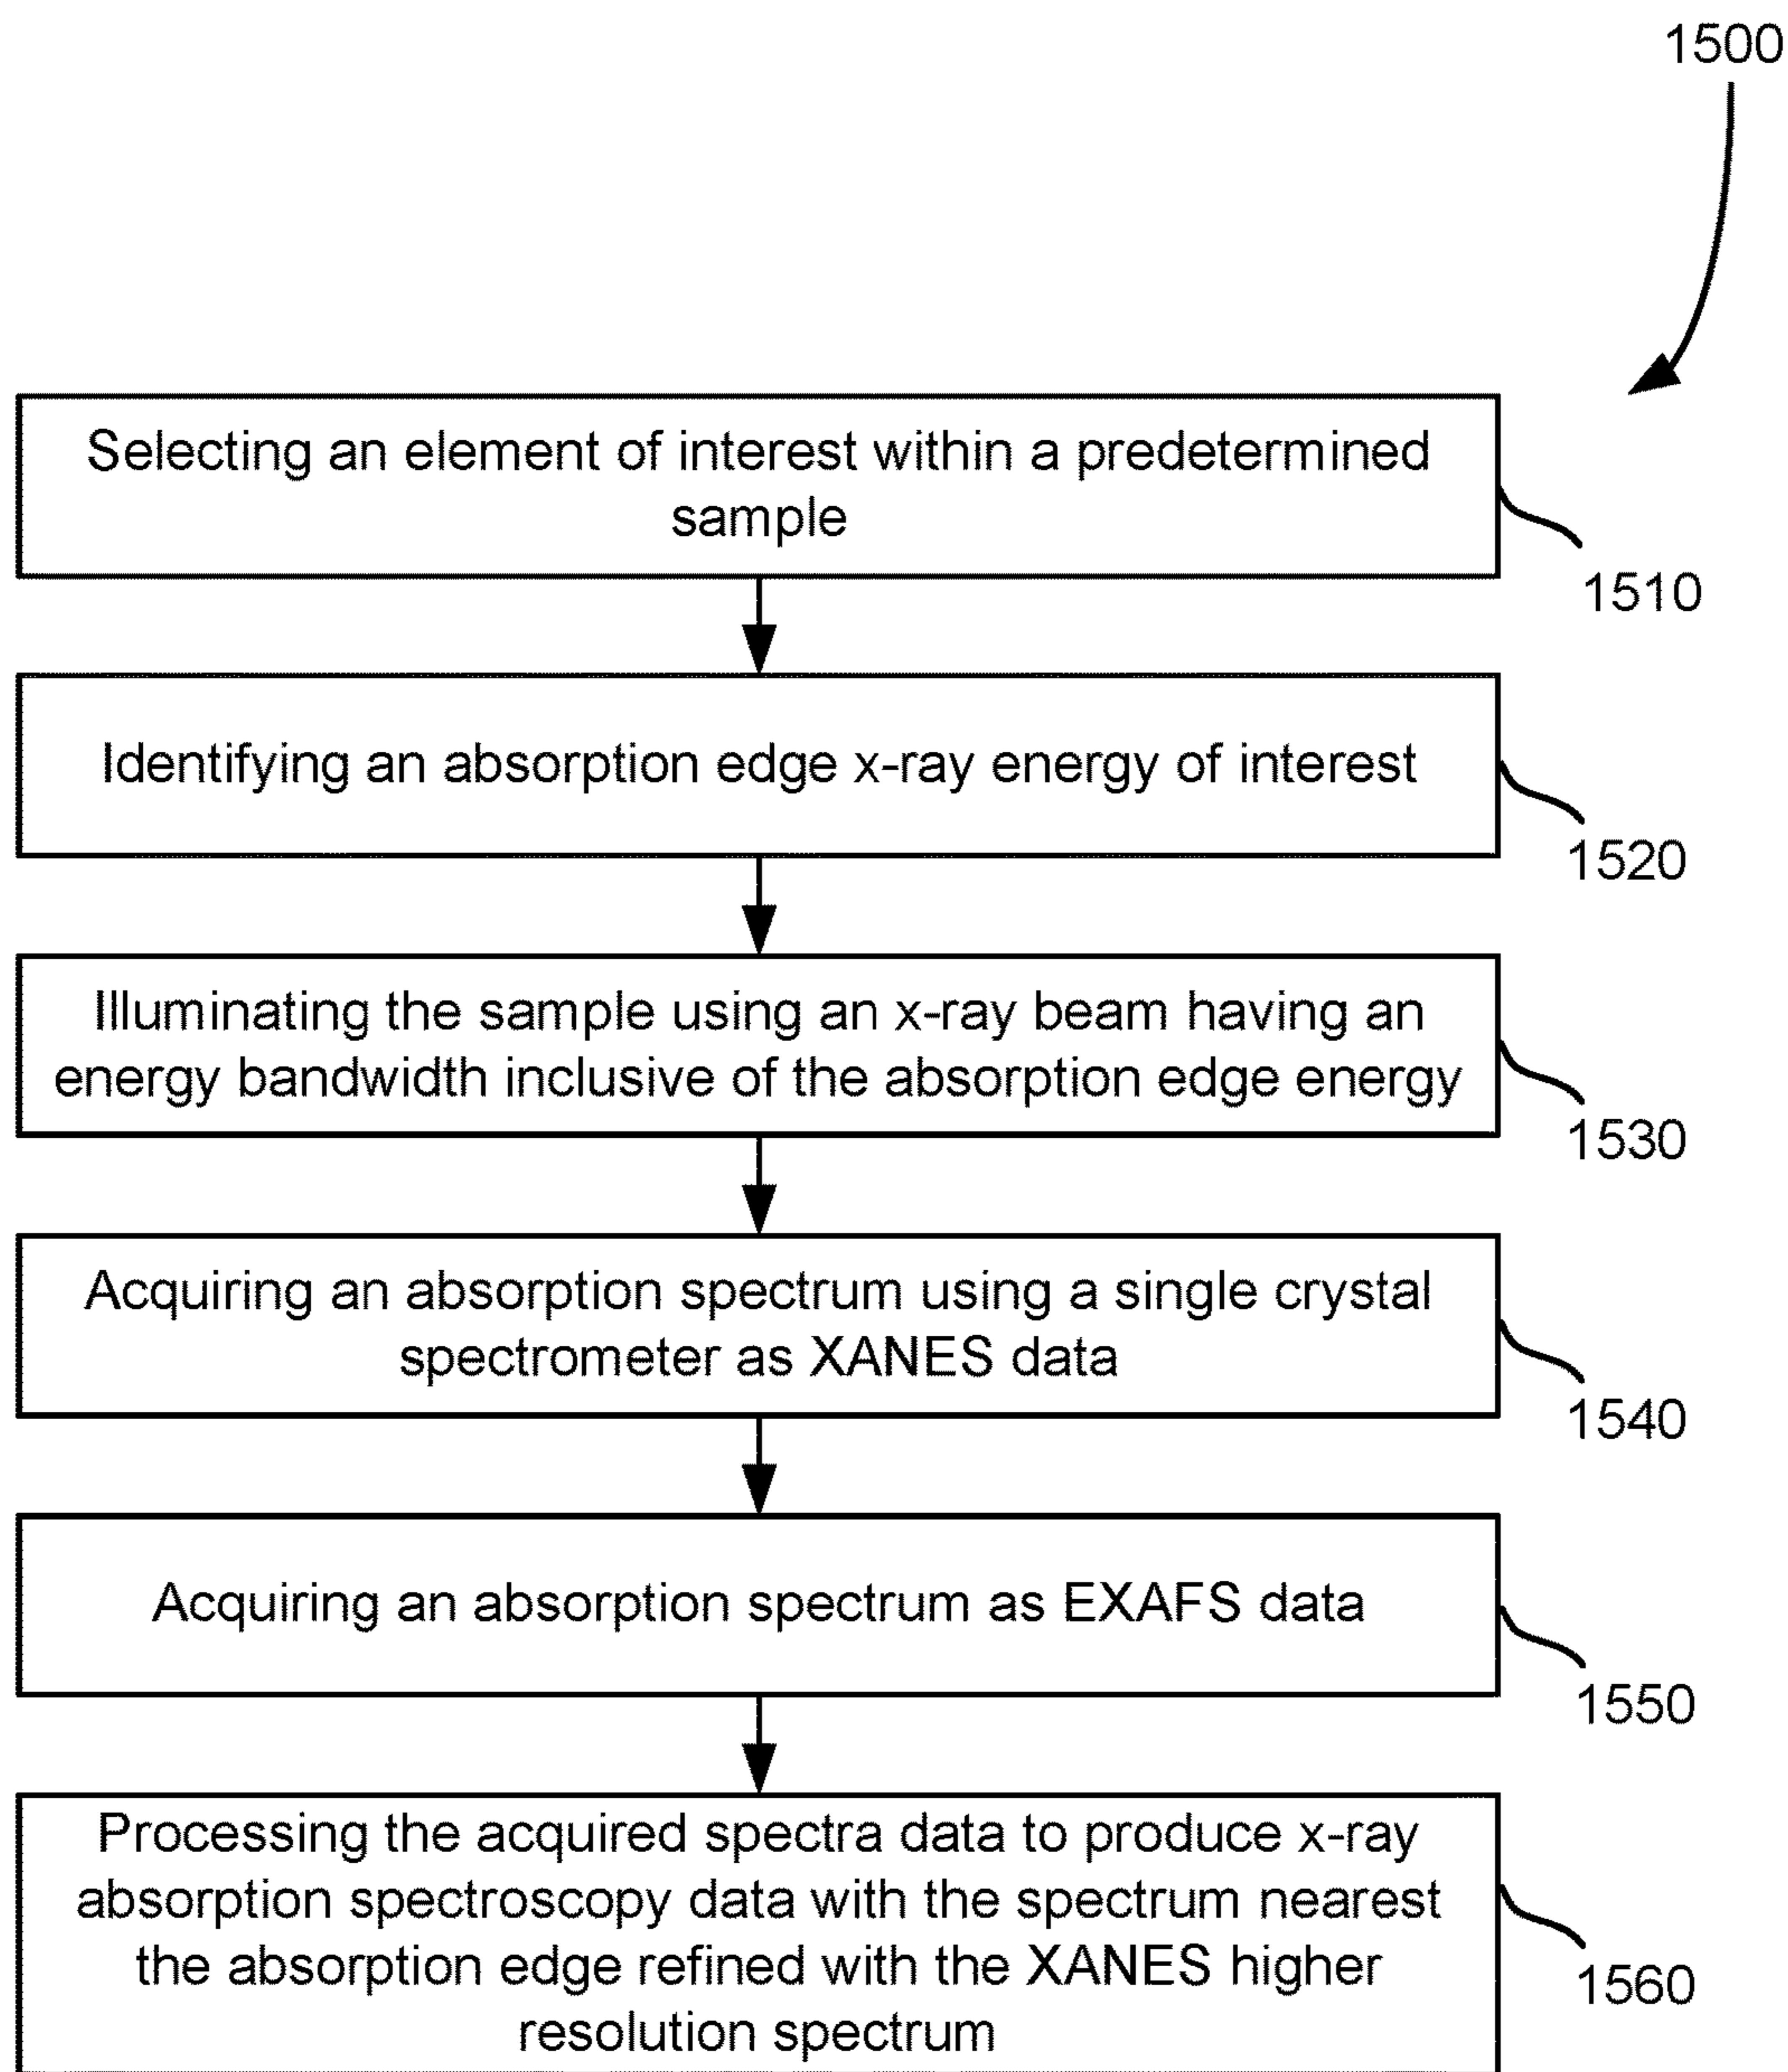 1500
Selecting an element of interest within a predetermined
sample
1510
Identifying an absorption edge x-ray energy of interest
1520
Illuminating the sample using an x-ray beam having an
energy bandwidth inclusive of the absorption edge energy
1530
Acquiring an absorption spectrum using a single crystal
spectrometer as XANES data
1540
Acquiring an absorption spectrum as EXAFS data
1550
Processing the acquired spectra data to produce x-ray
absorption spectroscopy data with the spectrum nearest
the absorption edge refined with the XANES higher
resolution spectrum
1560